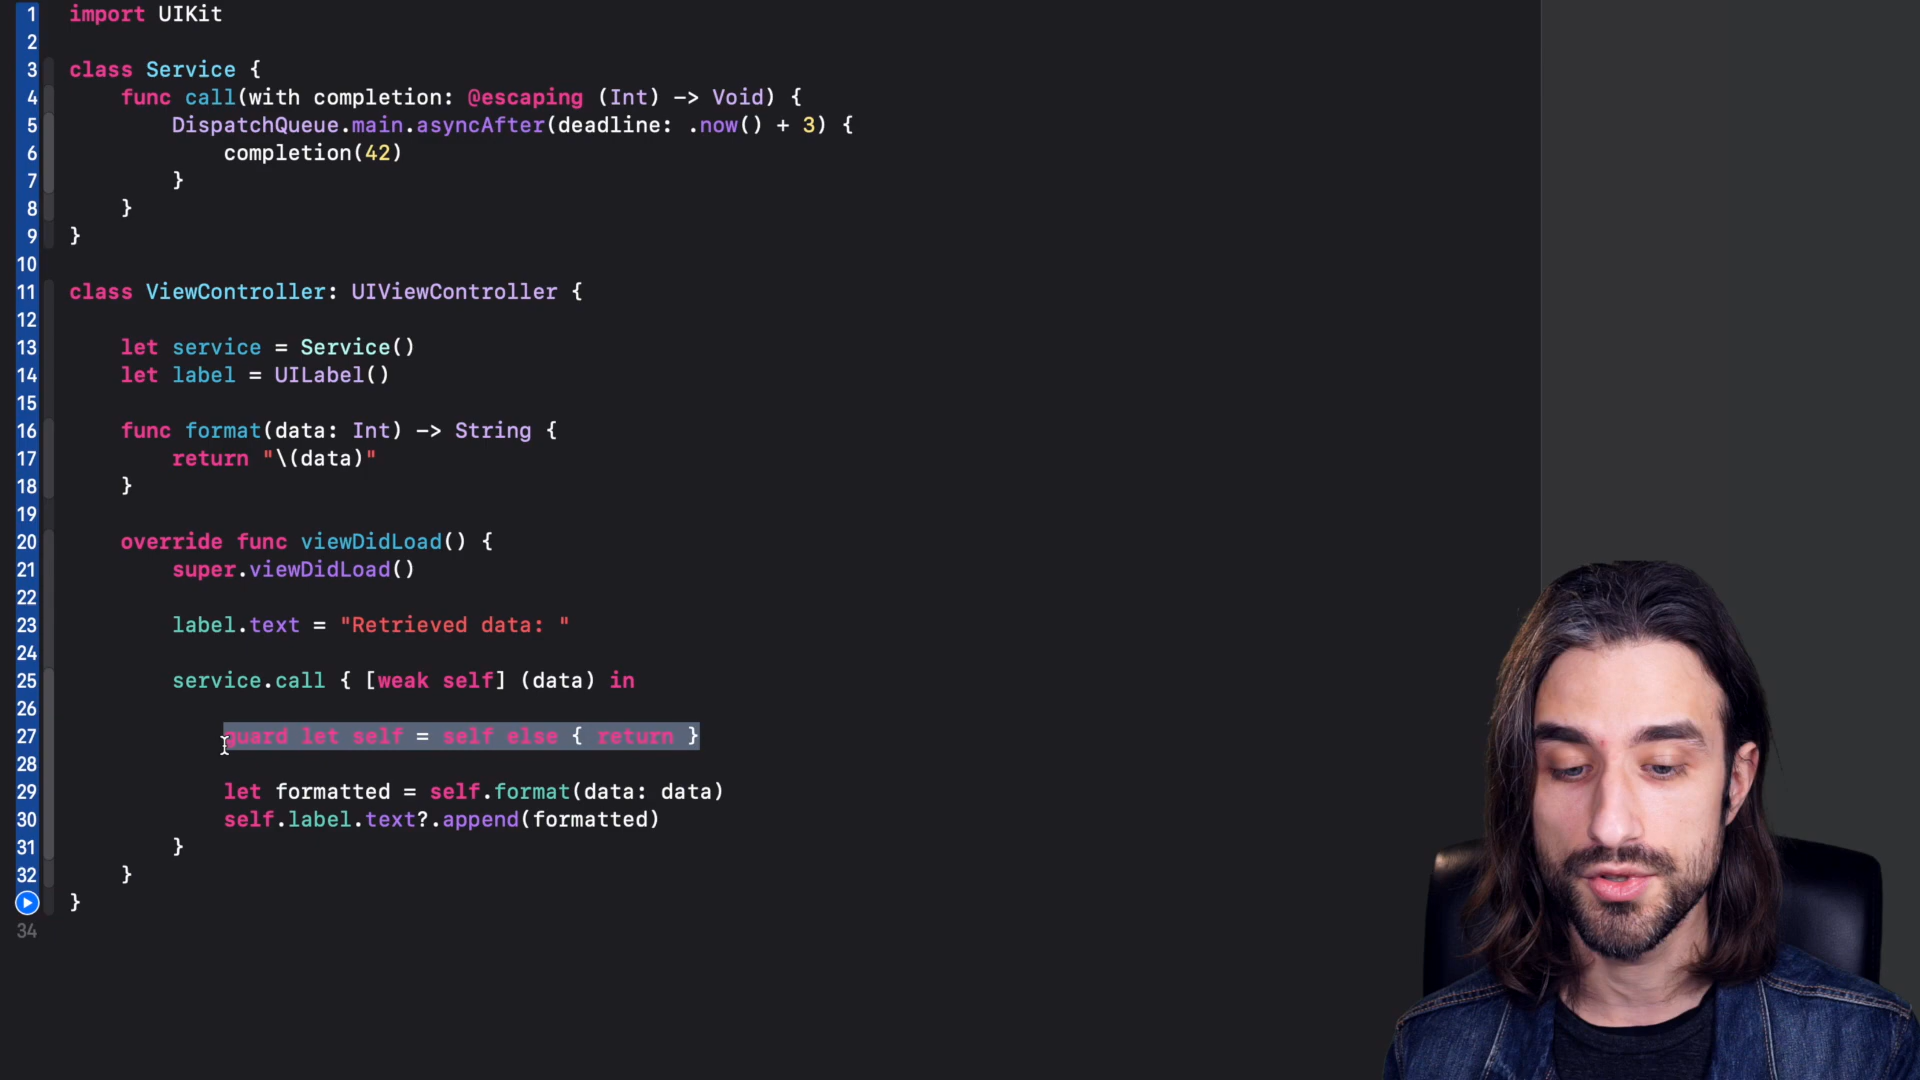 1 import UIKit
2
3 class Service {
4 func call(with completion: @escaping (Int) -> Void) {
5 DispatchQueue.main.asyncAfter(deadline: .now() + 3) {
6 completion(42)
7 }
8 }
9 }
10
11 class ViewController: UIViewController {
12
13 let service = Service()
14 let label = UILabel()
15
16 func format(data: Int) -> String {
17 return "\(data)"
18 }
19
20 override func viewDidLoad() {
21 super.viewDidLoad()
22
23 label.text = "Retrieved data: "
24
25 service.call { [weak self] (data) in
26
27 guard let self = self else { return }
28
29 let formatted = self.format(data: data)
30 self.label.text?.append(formatted)
31 }
32 }
}
34